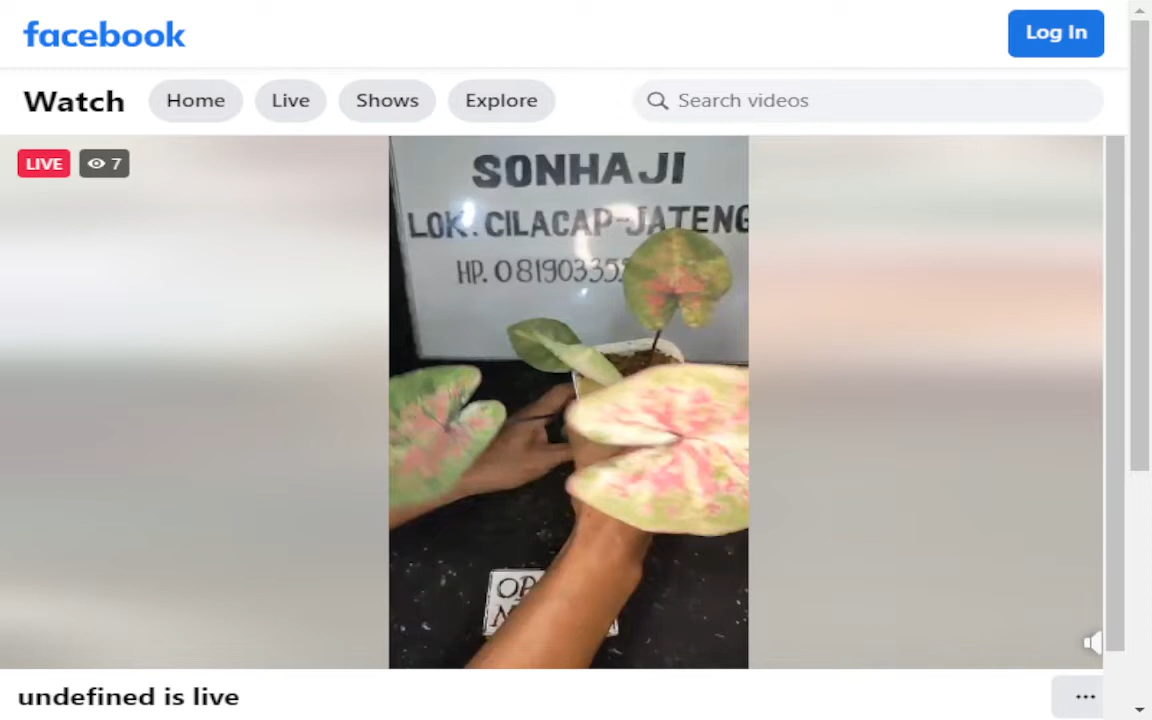 facebook
Log In
Watch
Home
Live
Shows
Explore
Search videos
LIVE
7
SONHAJI
LOK. CILACAP-JATENG
HP.
undefined is live
...